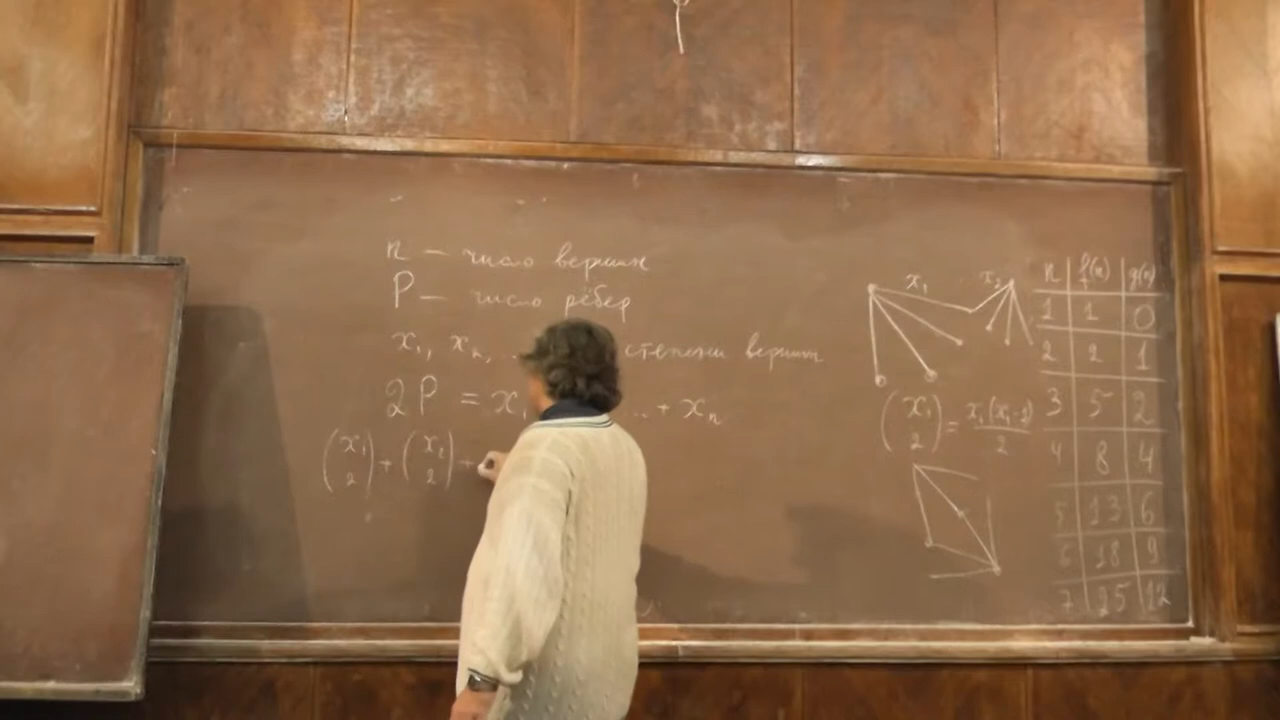 n — число вершин
P — число рёбер
x₁, xₙ, ... степени вершин
2P = x₁ ... + xₙ
(x₁ 2) + (x₂ 2) +
x₁ x₂
(x₁ 2) = x₁(x₁-1)/2
n f(n) g(n)
1 1 0
2 2 1
3 5 2
4 8 4
5 13 6
6 18 9
7 25 12